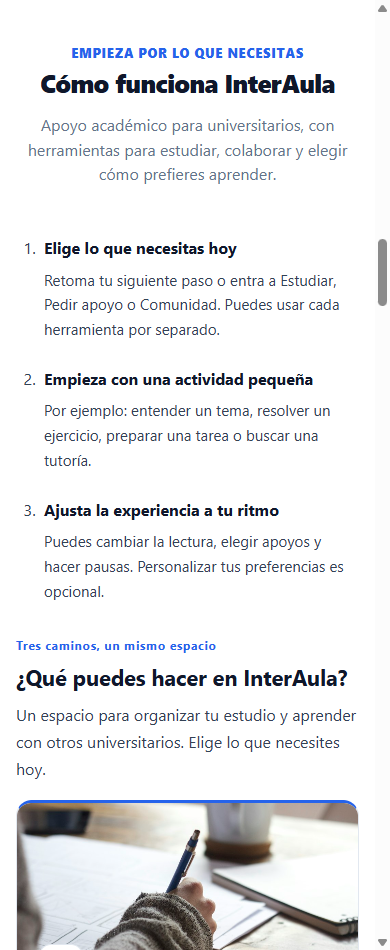 EMPIEZA POR LO QUE NECESITAS
Cómo funciona InterAula
Apoyo académico para universitarios, con
herramientas para estudiar, colaborar y elegir
cómo prefieres aprender.
1. Elige lo que necesitas hoy
Retoma tu siguiente paso o entra a Estudiar,
Pedir apoyo o Comunidad. Puedes usar cada
herramienta por separado.
2. Empieza con una actividad pequeña
Por ejemplo: entender un tema, resolver un
ejercicio, preparar una tarea o buscar una
tutoría.
3. Ajusta la experiencia a tu ritmo
Puedes cambiar la lectura, elegir apoyos y
hacer pausas. Personalizar tus preferencias es
opcional.
Tres caminos, un mismo espacio
¿Qué puedes hacer en InterAula?
Un espacio para organizar tu estudio y aprender
con otros universitarios. Elige lo que necesites
hoy.